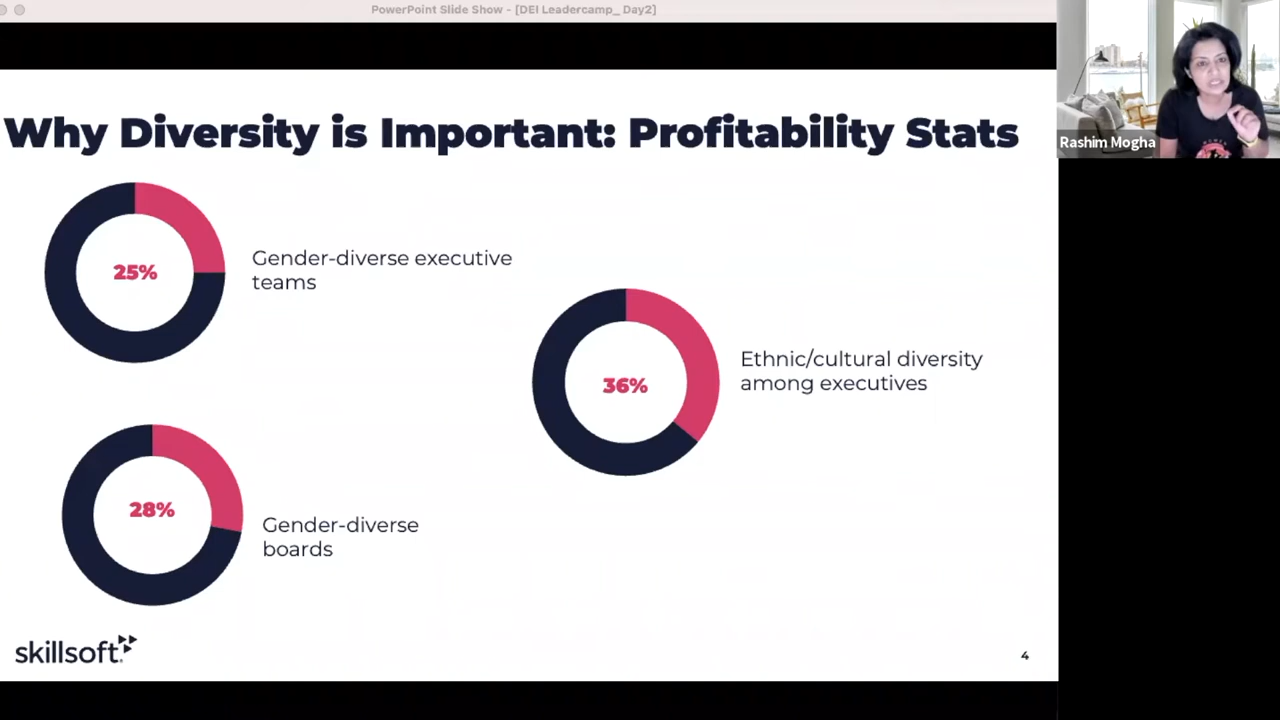 PowerPoint Slide Show - [DEI Leadercamp_ Day2]
Why Diversity is Important: Profitability Stats
25%
Gender-diverse executive
teams
36%
Ethnic/cultural diversity
among executives
28%
Gender-diverse
boards
skillsoft
4
Rashim Mogha